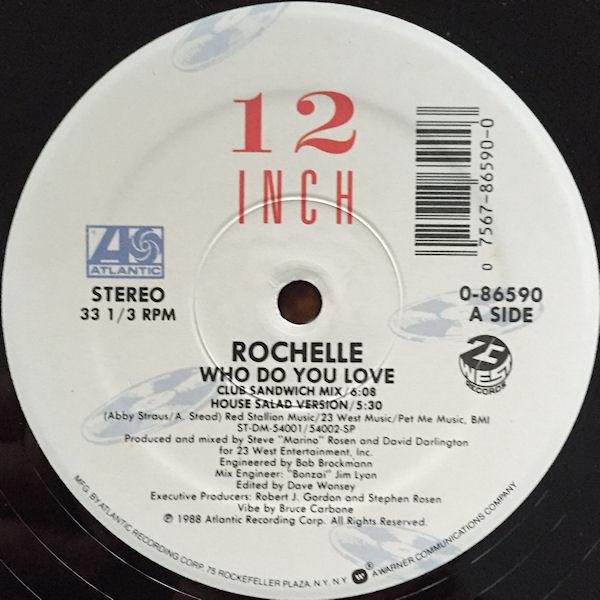 12
INCH
ATLANTIC
STEREO
33 1/3 RPM
0 7567-86590-0
0-86590
A SIDE
23
WEST
RECORDS
ROCHELLE
WHO DO YOU LOVE
CLUB SANDWICH MIX/6:08
HOUSE SALAD VERSION/5:30
(Abby Straus/A. Stead) Red Stallion Music/23 West Music/Pet Me Music, BMI
ST-DM-54001/54002-SP
Produced and mixed by Steve "Marino" Rosen and David Darlington
for 23 West Entertainment, Inc.
Engineered by Bob Brockmann
Mix Engineer: "Bonzai" Jim Lyon
Edited by Dave Wonsey
Executive Producers: Robert J. Gordon and Stephen Rosen
Vibe by Bruce Carbone
℗ 1988 Atlantic Recording Corp. All Rights Reserved.
MFG. BY ATLANTIC RECORDING CORP. 75 ROCKEFELLER PLAZA, N.Y. N.Y. ® A WARNER COMMUNICATIONS COMPANY